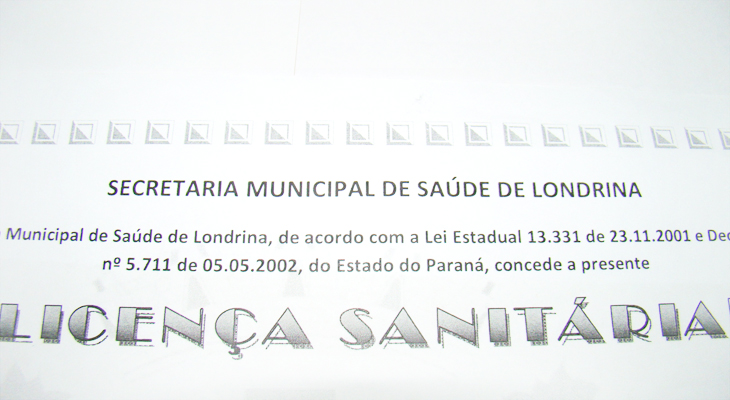 SECRETARIA MUNICIPAL DE SAÚDE DE LONDRINA
Municipal de Saúde de Londrina, de acordo com a Lei Estadual 13.331 de 23.11.2001 e
nº 5.711 de 05.05.2002, do Estado do Paraná, concede a presente
LICENÇA SANITÁRIA